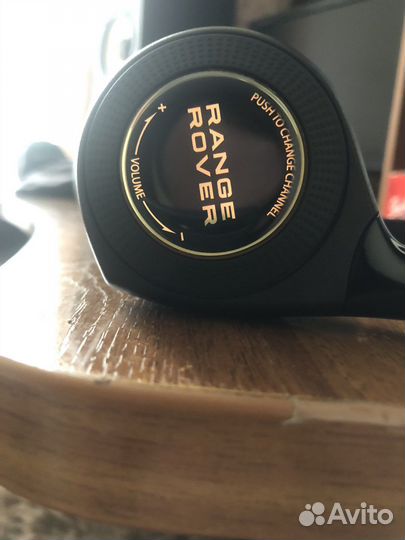 RANGE
ROVER
PUSH TO CHANGE CHANNEL
+ VOLUME -
Avito